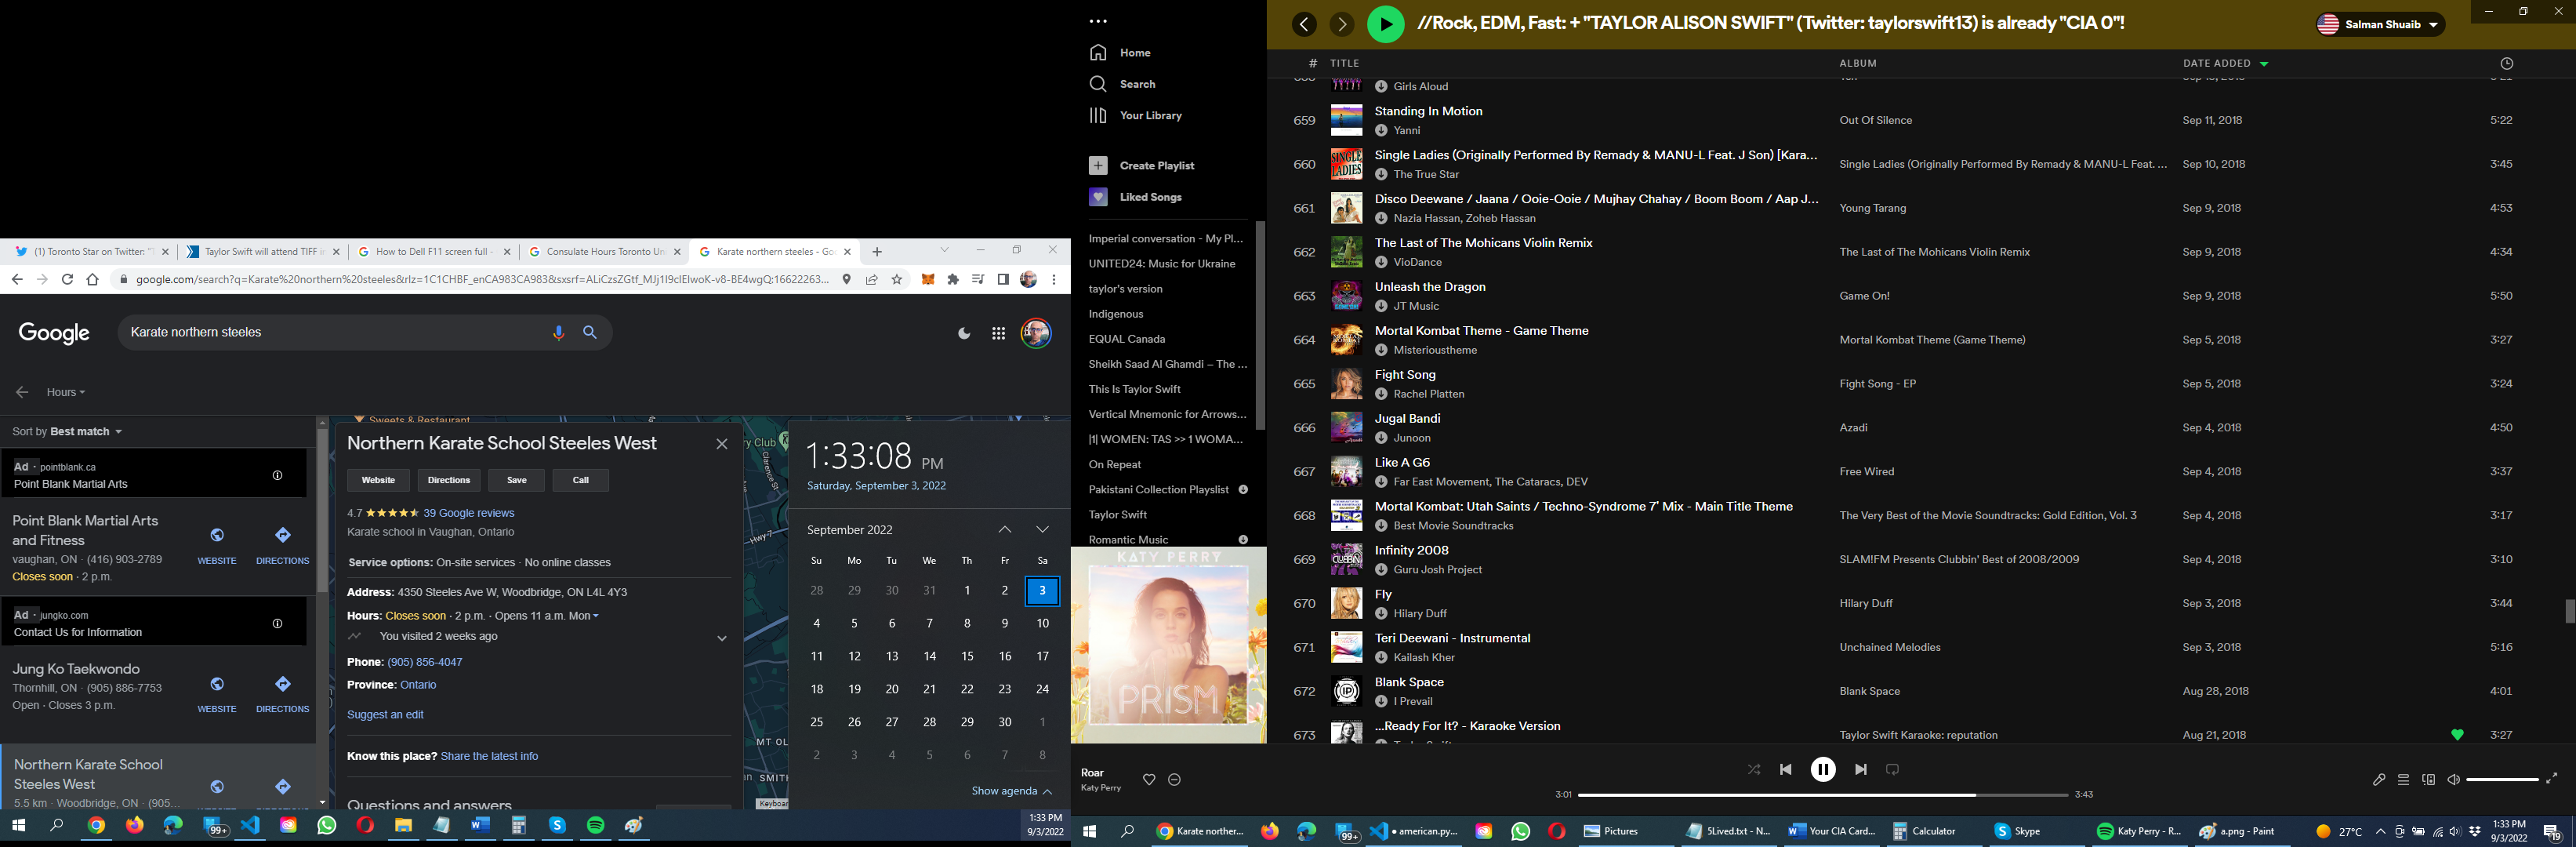 (1) Toronto Star on Twitter: "T
Taylor Swift will attend TIFF in
How to Dell F11 screen full -
Consulate Hours Toronto Un
Karate northern steeles - Goo
google.com/search?q=Karate%20northern%20steeles&rlz=1C1CHBF_enCA983CA983&sxsrf=
Google
Karate northern steeles
Hours
Sort by Best match
Ad · pointblank.ca
Point Blank Martial Arts
Point Blank Martial Arts
and Fitness
vaughan, ON · (416) 903-2789
Closes soon · 2 p.m.
WEBSITE
DIRECTIONS
Ad · jungko.com
Contact Us for Information
Jung Ko Taekwondo
Thornhill, ON · (905) 886-7753
Open · Closes 3 p.m.
WEBSITE
DIRECTIONS
Northern Karate School
Steeles West
5.5 km · Woodbridge, ON · (905...
Sweets & Restaurant
Northern Karate School Steeles West
Website
Directions
Save
Call
4.7 39 Google reviews
Karate school in Vaughan, Ontario
Service options: On-site services · No online classes
Address: 4350 Steeles Ave W, Woodbridge, ON L4L 4Y3
Hours: Closes soon · 2 p.m. · Opens 11 a.m. Mon
You visited 2 weeks ago
Phone: (905) 856-4047
Province: Ontario
Suggest an edit
Know this place? Share the latest info
Questions and answers
ry Club
Clarence St
Hwy-7
MT OL
SMITH
Keyboar
1:33:08 PM
Saturday, September 3, 2022
September 2022
Su Mo Tu We Th Fr Sa
28 29 30 31 1 2 3
4 5 6 7 8 9 10
11 12 13 14 15 16 17
18 19 20 21 22 23 24
25 26 27 28 29 30 1
2 3 4 5 6 7 8
Show agenda
99+
1:33 PM
9/3/2022
Home
Search
Your Library
Create Playlist
Liked Songs
Imperial conversation - My Pl...
UNITED24: Music for Ukraine
taylor's version
Indigenous
EQUAL Canada
Sheikh Saad Al Ghamdi – The ...
This Is Taylor Swift
Vertical Mnemonic for Arrows...
|1| WOMEN: TAS >> 1 WOMA...
On Repeat
Pakistani Collection Playslist
Taylor Swift
Romantic Music
KATY PERRY
PRISM
Roar
Katy Perry
//Rock, EDM, Fast: + "TAYLOR ALISON SWIFT" (Twitter: taylorswift13) is already "CIA 0"!
Salman Shuaib
# TITLE ALBUM DATE ADDED
Girls Aloud
659 Standing In Motion Out Of Silence Sep 11, 2018 5:22
Yanni
660 Single Ladies (Originally Performed By Remady & MANU-L Feat. J Son) [Kara... Single Ladies (Originally Performed By Remady & MANU-L Feat. ... Sep 10, 2018 3:45
The True Star
661 Disco Deewane / Jaana / Ooie-Ooie / Mujhay Chahay / Boom Boom / Aap J... Young Tarang Sep 9, 2018 4:53
Nazia Hassan, Zoheb Hassan
662 The Last of The Mohicans Violin Remix The Last of The Mohicans Violin Remix Sep 9, 2018 4:34
VioDance
663 Unleash the Dragon Game On! Sep 9, 2018 5:50
JT Music
664 Mortal Kombat Theme - Game Theme Mortal Kombat Theme (Game Theme) Sep 5, 2018 3:27
Misterioustheme
665 Fight Song Fight Song - EP Sep 5, 2018 3:24
Rachel Platten
666 Jugal Bandi Azadi Sep 4, 2018 4:50
Junoon
667 Like A G6 Free Wired Sep 4, 2018 3:37
Far East Movement, The Cataracs, DEV
668 Mortal Kombat: Utah Saints / Techno-Syndrome 7" Mix - Main Title Theme The Very Best of the Movie Soundtracks: Gold Edition, Vol. 3 Sep 4, 2018 3:17
Best Movie Soundtracks
669 Infinity 2008 SLAM!FM Presents Clubbin' Best of 2008/2009 Sep 4, 2018 3:10
Guru Josh Project
670 Fly Hilary Duff Sep 3, 2018 3:44
Hilary Duff
671 Teri Deewani - Instrumental Unchained Melodies Sep 3, 2018 5:16
Kailash Kher
672 Blank Space Blank Space Aug 28, 2018 4:01
I Prevail
673 ...Ready For It? - Karaoke Version Taylor Swift Karaoke: reputation Aug 21, 2018 3:27
3:01
3:43
Karate norther...
99+
american.py...
Pictures
5Lived.txt - N...
Your CIA Card...
Calculator
Skype
Katy Perry - R...
a.png - Paint
27°C
1:33 PM
9/3/2022
19